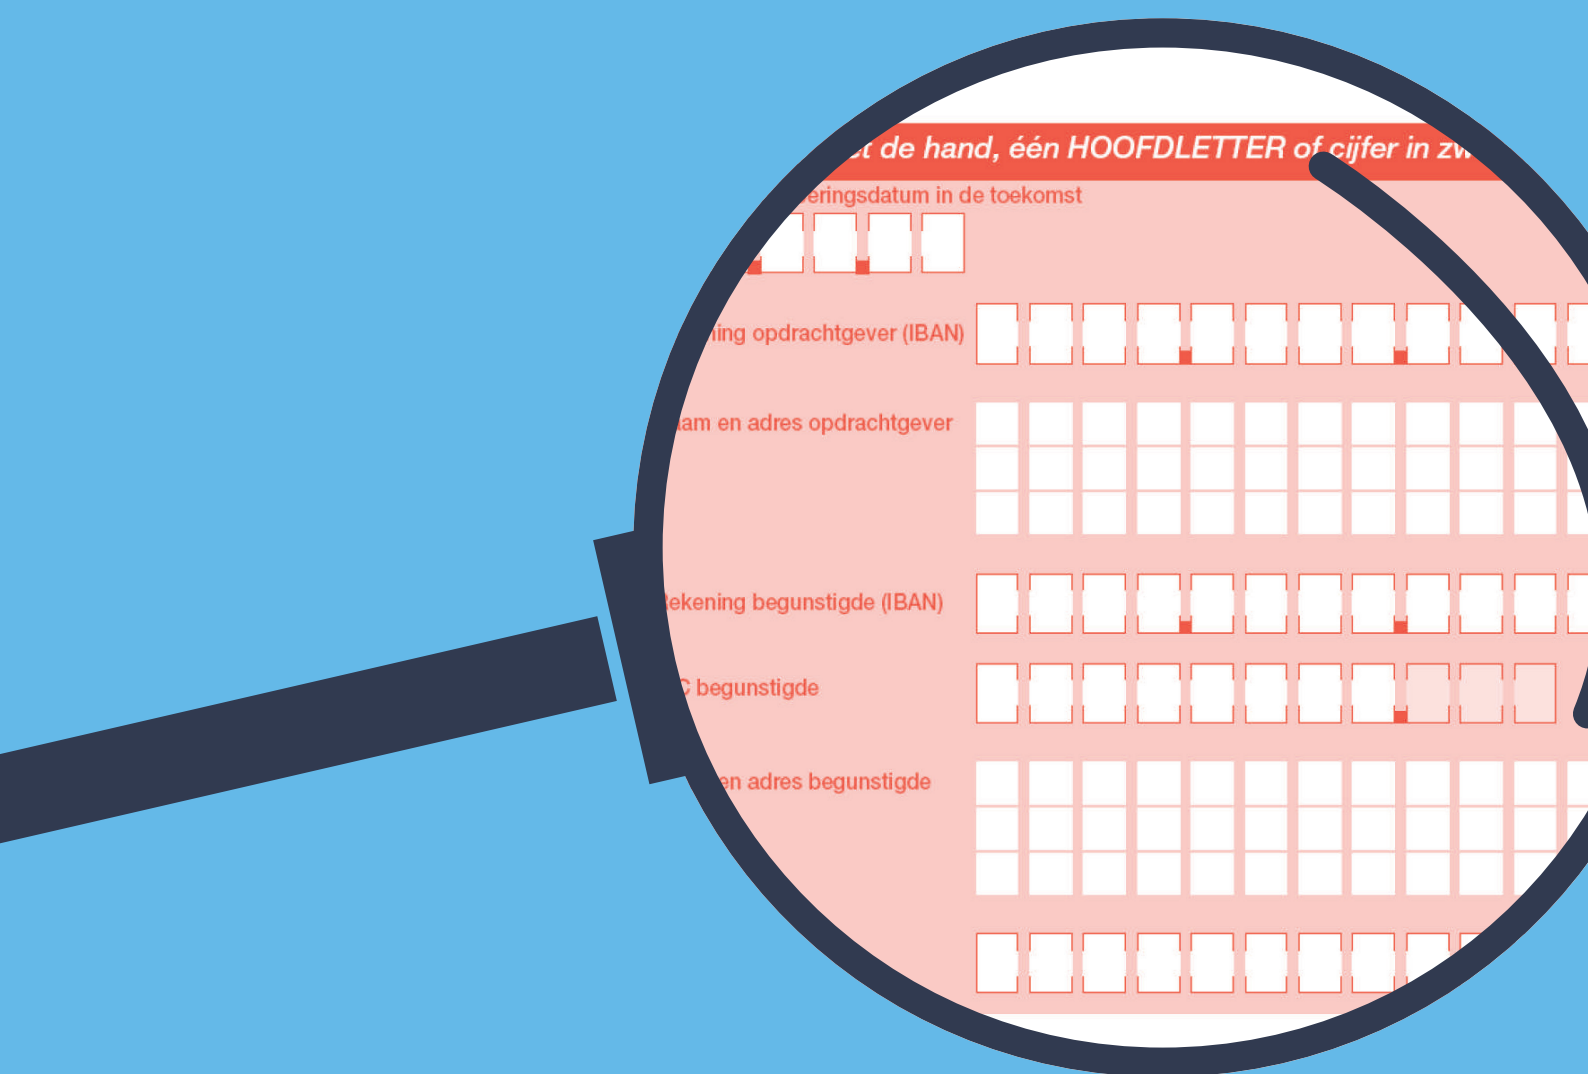 de hand, één HOOFDLETTER of cijfer in
in de toekomst
opdrachtgever (IBAN)
en adres opdrachtgever
begunstigde (IBAN)
begunstigde
en adres begunstigde